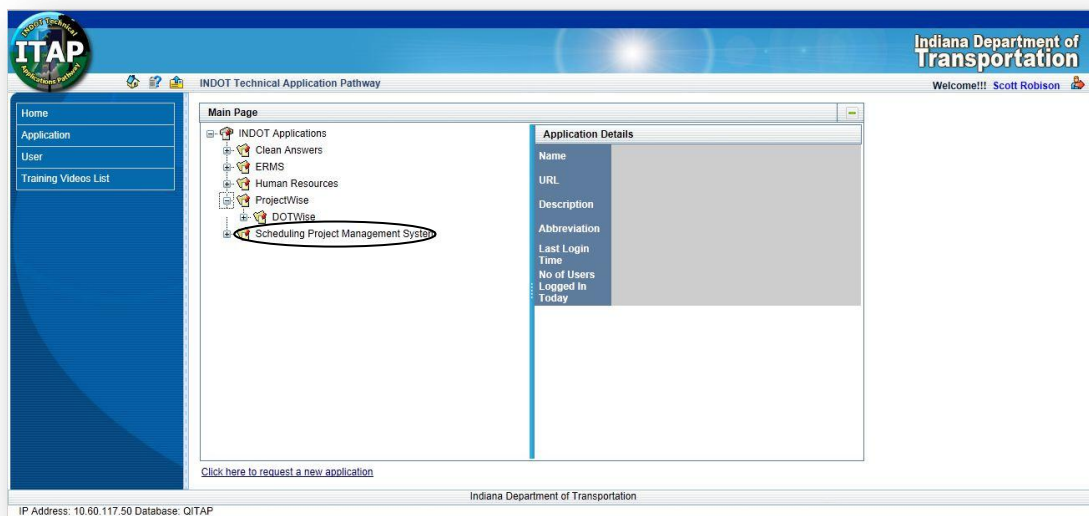 INDOT Technical
ITAP
Applications Pathway
Indiana Department of
Transportation
INDOT Technical Application Pathway
Welcome!!! Scott Robison
Home
Application
User
Training Videos List
Main Page
INDOT Applications
Clean Answers
ERMS
Human Resources
ProjectWise
DOTWise
Scheduling Project Management System
Application Details
Name
URL
Description
Abbreviation
Last Login
Time
No of Users
Logged In
Today
Click here to request a new application
Indiana Department of Transportation
IP Address: 10.60.117.50 Database: QITAP